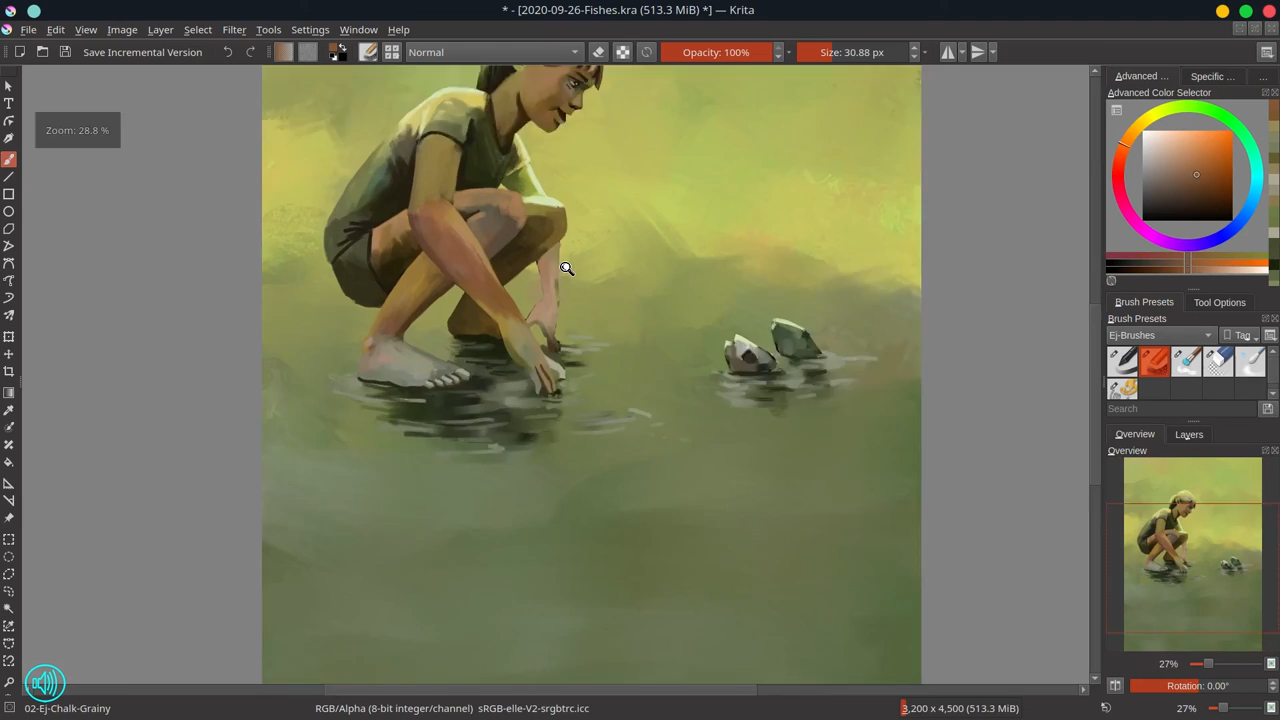 * - [2020-09-26-Fishes.kra (513.3 MiB) *] — Krita
File Edit View Image Layer Select Filter Tools Settings Window Help
Save Incremental Version Normal Opacity: 100% Size: 30.88 px
Advanced ... Specific ... ...
Advanced Color Selector
Zoom: 28.8 %
Brush Presets Tool Options
Brush Presets
Ej-Brushes Tag
Search
Overview Layers
Overview
27%
Rotation: 0.00°
02-Ej-Chalk-Grainy RGB/Alpha (8-bit integer/channel) sRGB-elle-V2-srgbtrc.icc 3,200 x 4,500 (513.3 MiB) 27%